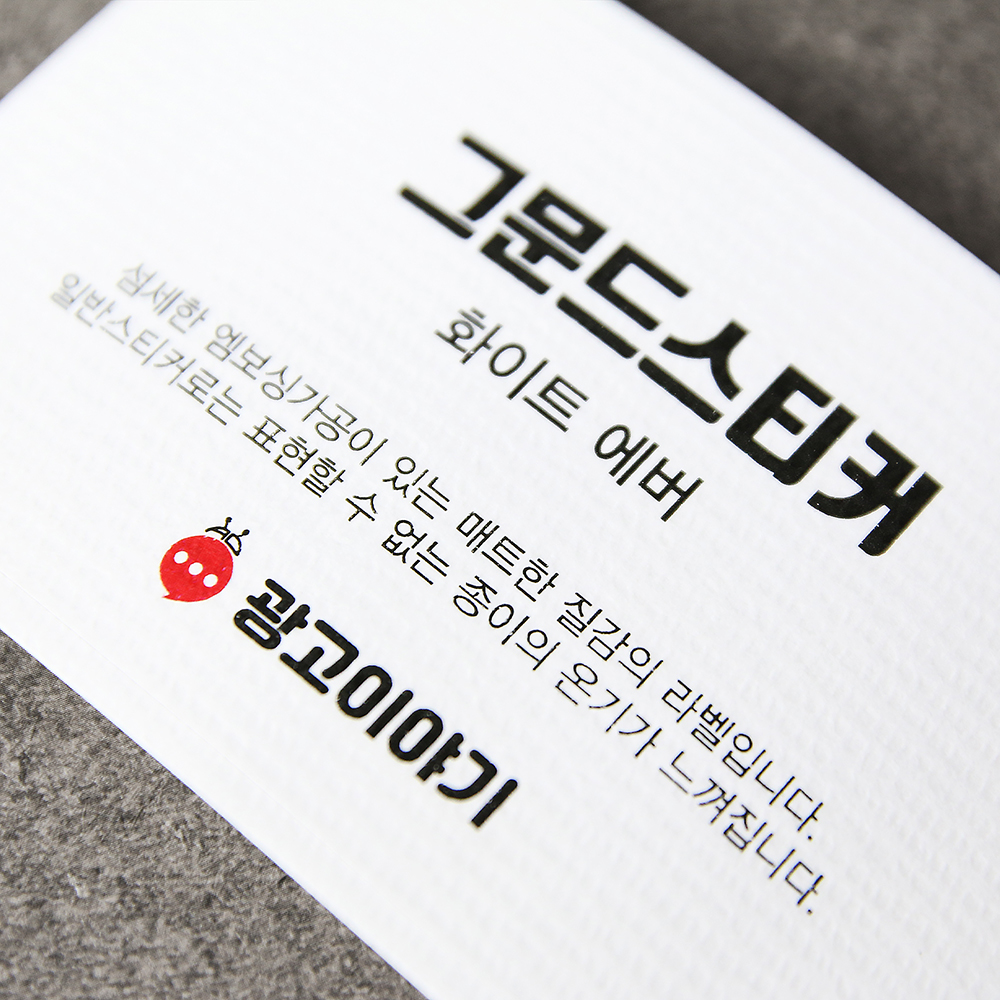 그문드스티커
화이트 에버
섬세한 엠보싱가공이 있는 매트한 질감의 라벨입니다.
일반스티커로는 표현할 수 없는 종이의 온기가 느껴집니다.
광고이야기